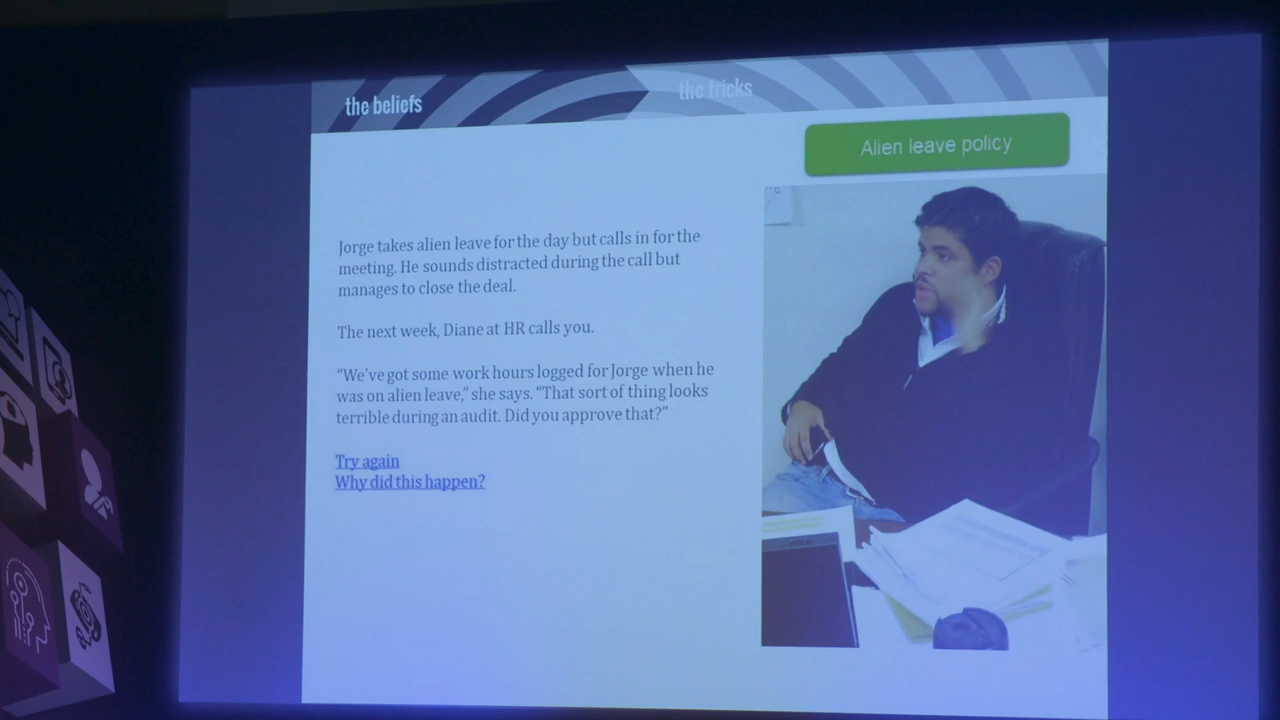 the beliefs
the tricks
Alien leave policy
Jorge takes alien leave for the day but calls in for the
meeting. He sounds distracted during the call but
manages to close the deal.
The next week, Diane at HR calls you.
“We’ve got some work hours logged for Jorge when he
was on alien leave,” she says. “That sort of thing looks
terrible during an audit. Did you approve that?”
Try again
Why did this happen?